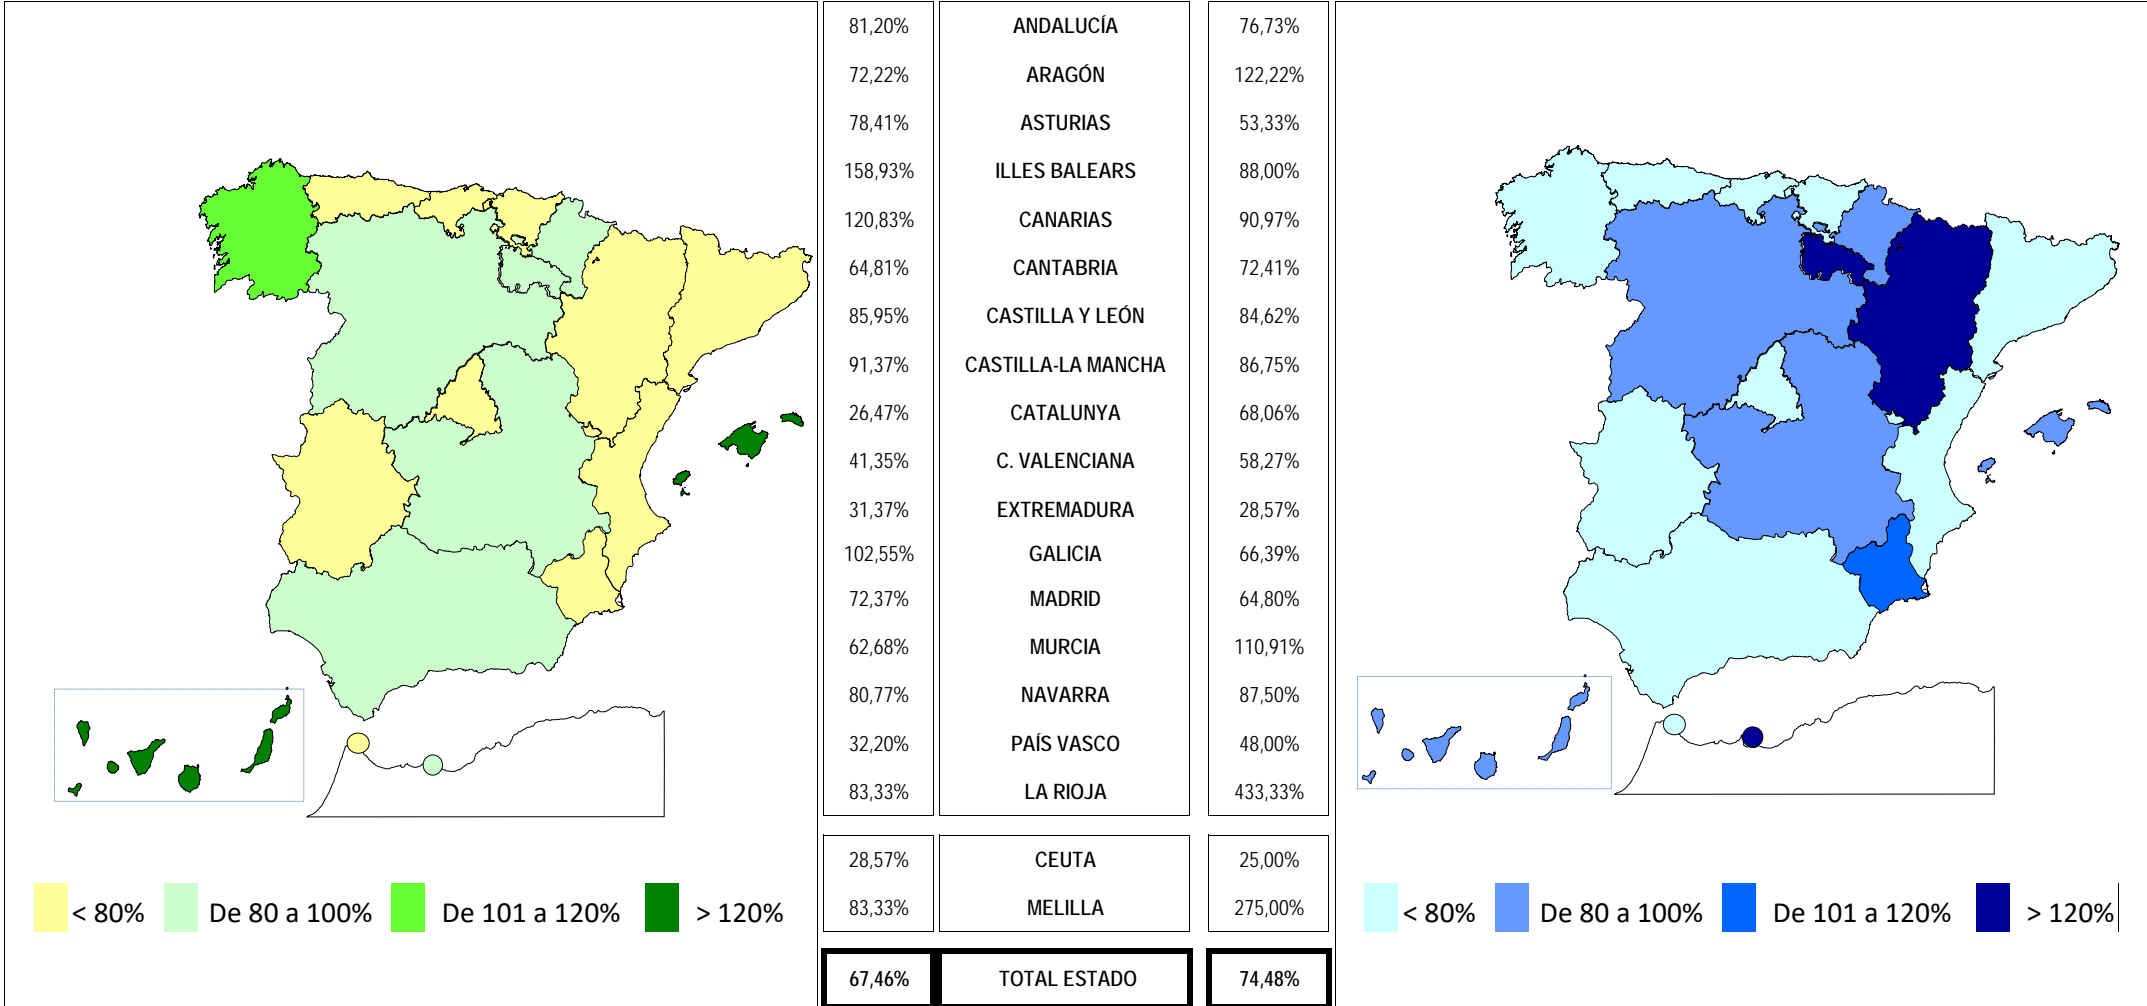 81,20% ANDALUCÍA 76,73%
72,22% ARAGÓN 122,22%
78,41% ASTURIAS 53,33%
158,93% ILLES BALEARS 88,00%
120,83% CANARIAS 90,97%
64,81% CANTABRIA 72,41%
85,95% CASTILLA Y LEÓN 84,62%
91,37% CASTILLA-LA MANCHA 86,75%
26,47% CATALUNYA 68,06%
41,35% C. VALENCIANA 58,27%
31,37% EXTREMADURA 28,57%
102,55% GALICIA 66,39%
72,37% MADRID 64,80%
62,68% MURCIA 110,91%
80,77% NAVARRA 87,50%
32,20% PAÍS VASCO 48,00%
83,33% LA RIOJA 433,33%
28,57% CEUTA 25,00%
83,33% MELILLA 275,00%
67,46% TOTAL ESTADO 74,48%
< 80% De 80 a 100% De 101 a 120% > 120%
< 80% De 80 a 100% De 101 a 120% > 120%